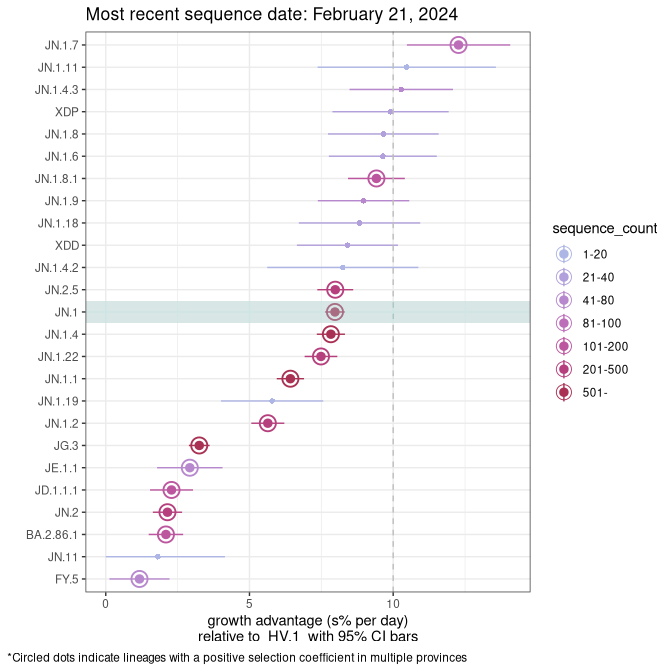 Most recent sequence date: February 21, 2024
JN.1.7
JN.1.11
JN.1.4.3
XDP
JN.1.8
JN.1.6
JN.1.8.1
JN.1.9
JN.1.18
XDD
JN.1.4.2
JN.2.5
JN.1
JN.1.4
JN.1.22
JN.1.1
JN.1.19
JN.1.2
JG.3
JE.1.1
JD.1.1.1
JN.2
BA.2.86.1
JN.11
FY.5
sequence_count
1-20
21-40
41-80
81-100
101-200
201-500
501-
0 5 10
growth advantage (s% per day)
relative to HV.1 with 95% CI bars
*Circled dots indicate lineages with a positive selection coefficient in multiple provinces